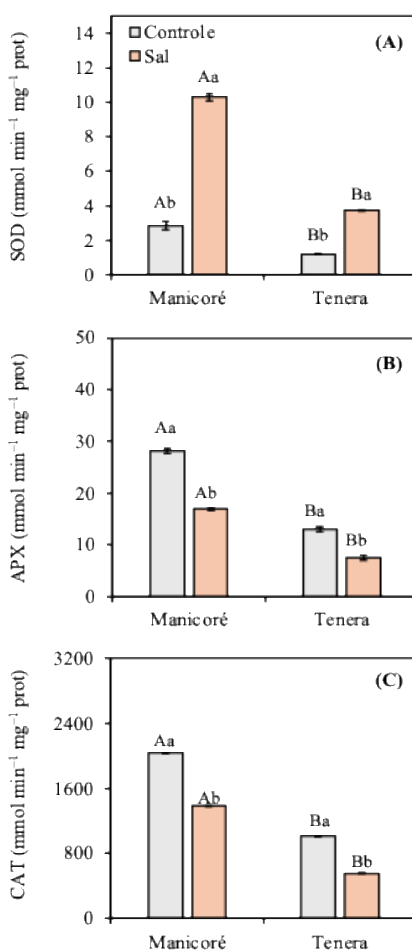 SOD (mmol min⁻¹ mg⁻¹ prot)
14
12
10
8
6
4
2
0
Controle
Sal
(A)
Ab
Aa
Bb
Ba
Manicoré
Tenera
APX (mmol min⁻¹ mg⁻¹ prot)
50
40
30
20
10
0
(B)
Aa
Ab
Ba
Bb
Manicoré
Tenera
CAT (mmol min⁻¹ mg⁻¹ prot)
3200
2400
1600
800
0
(C)
Aa
Ab
Ba
Bb
Manicoré
Tenera